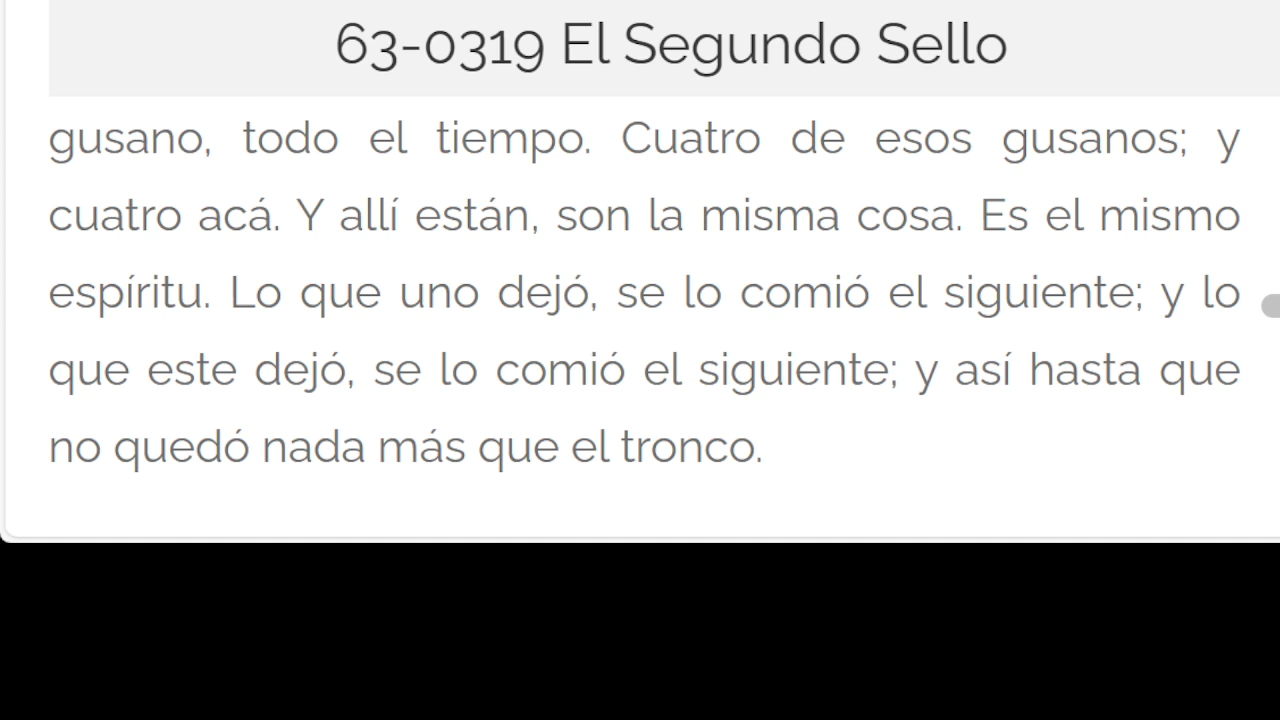 63-0319 El Segundo Sello
gusano, todo el tiempo. Cuatro de esos gusanos; y
cuatro acá. Y allí están, son la misma cosa. Es el mismo
espíritu. Lo que uno dejó, se lo comió el siguiente; y lo
que este dejó, se lo comió el siguiente; y así hasta que
no quedó nada más que el tronco.